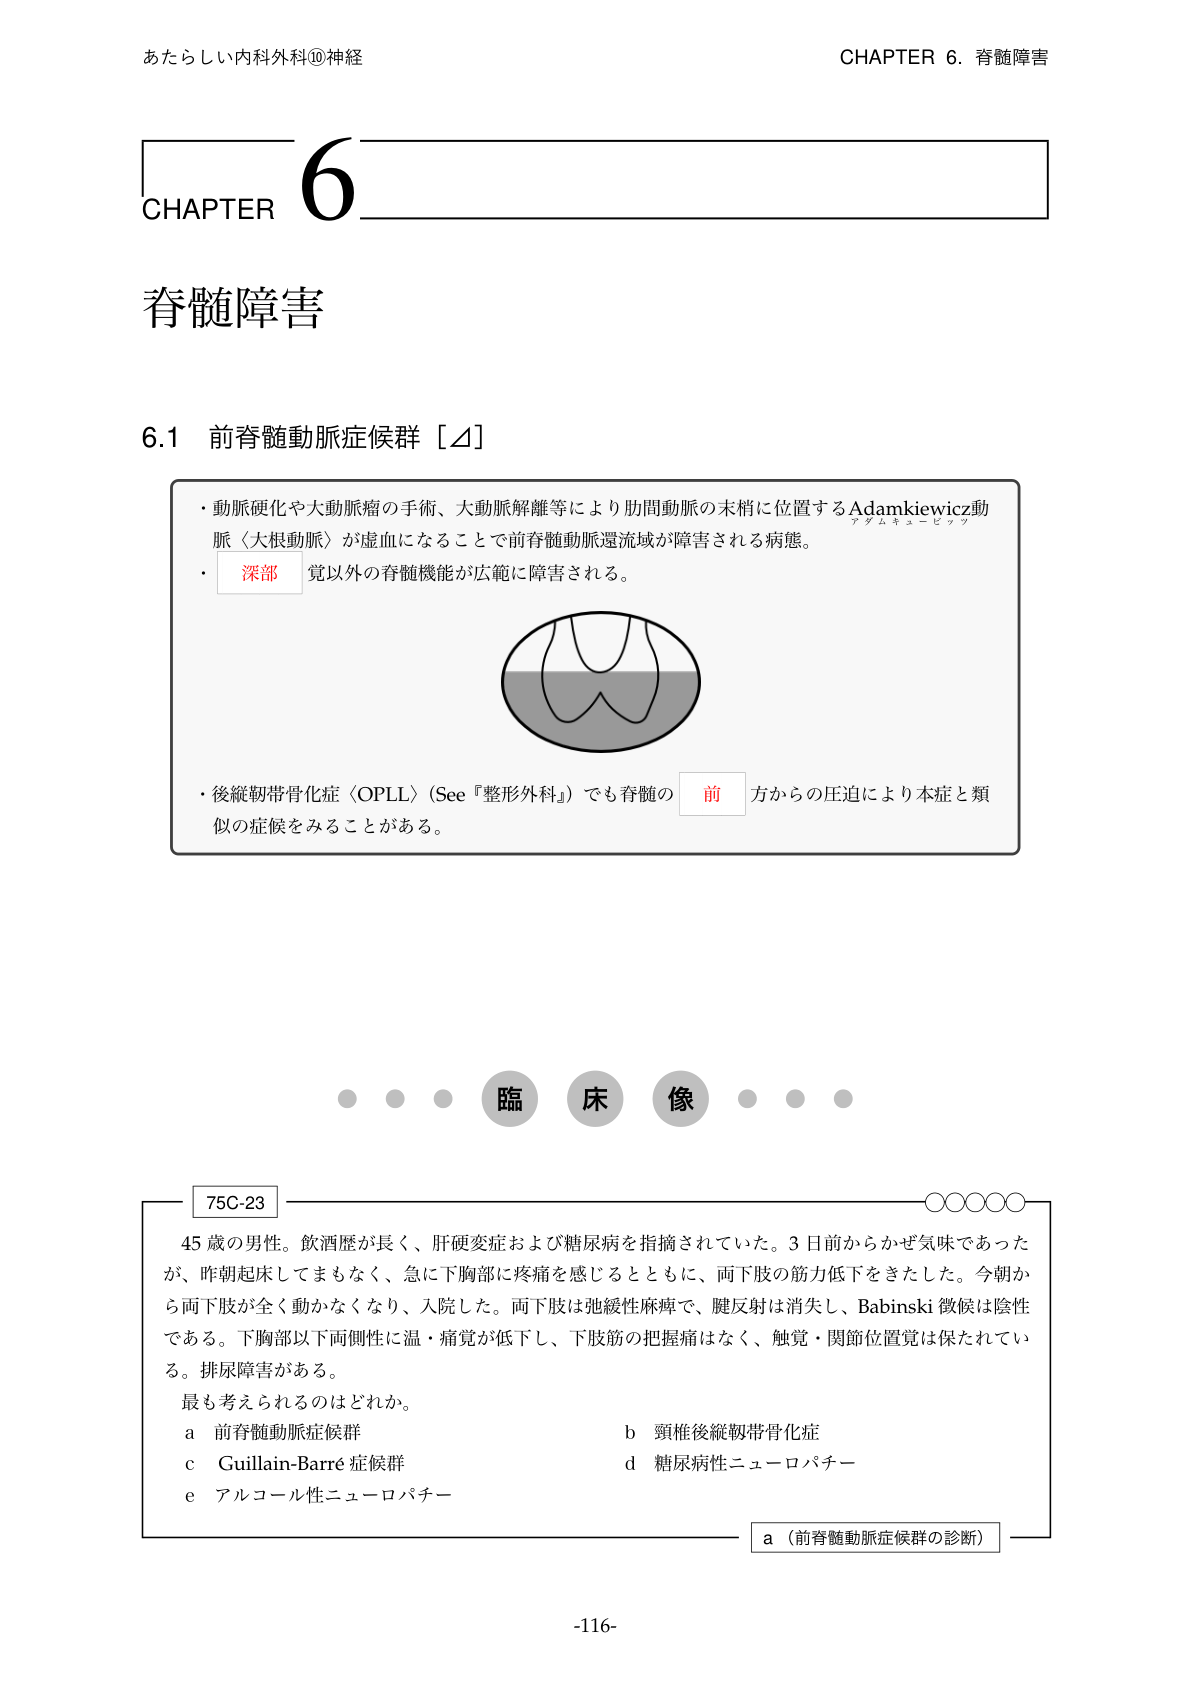 あたらしい内科外科⑩神経
CHAPTER 6. 脊髄障害
CHAPTER 6
脊髄障害
6.1 前脊髄動脈症候群［⊿］
・動脈硬化や大動脈瘤の手術、大動脈解離等により肋間動脈の末梢に位置するAdamkiewicz動
アダムキュービッツ
脈〈大根動脈〉が虚血になることで前脊髄動脈還流域が障害される病態。
・ 深部 覚以外の脊髄機能が広範に障害される。
・後縦靭帯骨化症〈OPLL〉（See『整形外科』）でも脊髄の 前 方からの圧迫により本症と類
似の症候をみることがある。
臨床像
75C-23
45 歳の男性。飲酒歴が長く、肝硬変症および糖尿病を指摘されていた。3 日前からかぜ気味であった
が、昨朝起床してまもなく、急に下胸部に疼痛を感じるとともに、両下肢の筋力低下をきたした。今朝か
ら両下肢が全く動かなくなり、入院した。両下肢は弛緩性麻痺で、腱反射は消失し、Babinski 徴候は陰性
である。下胸部以下両側性に温・痛覚が低下し、下肢筋の把握痛はなく、触覚・関節位置覚は保たれてい
る。排尿障害がある。
最も考えられるのはどれか。
a 前脊髄動脈症候群
b 頸椎後縦靱帯骨化症
c Guillain-Barré 症候群
d 糖尿病性ニューロパチー
e アルコール性ニューロパチー
a （前脊髄動脈症候群の診断）
-116-